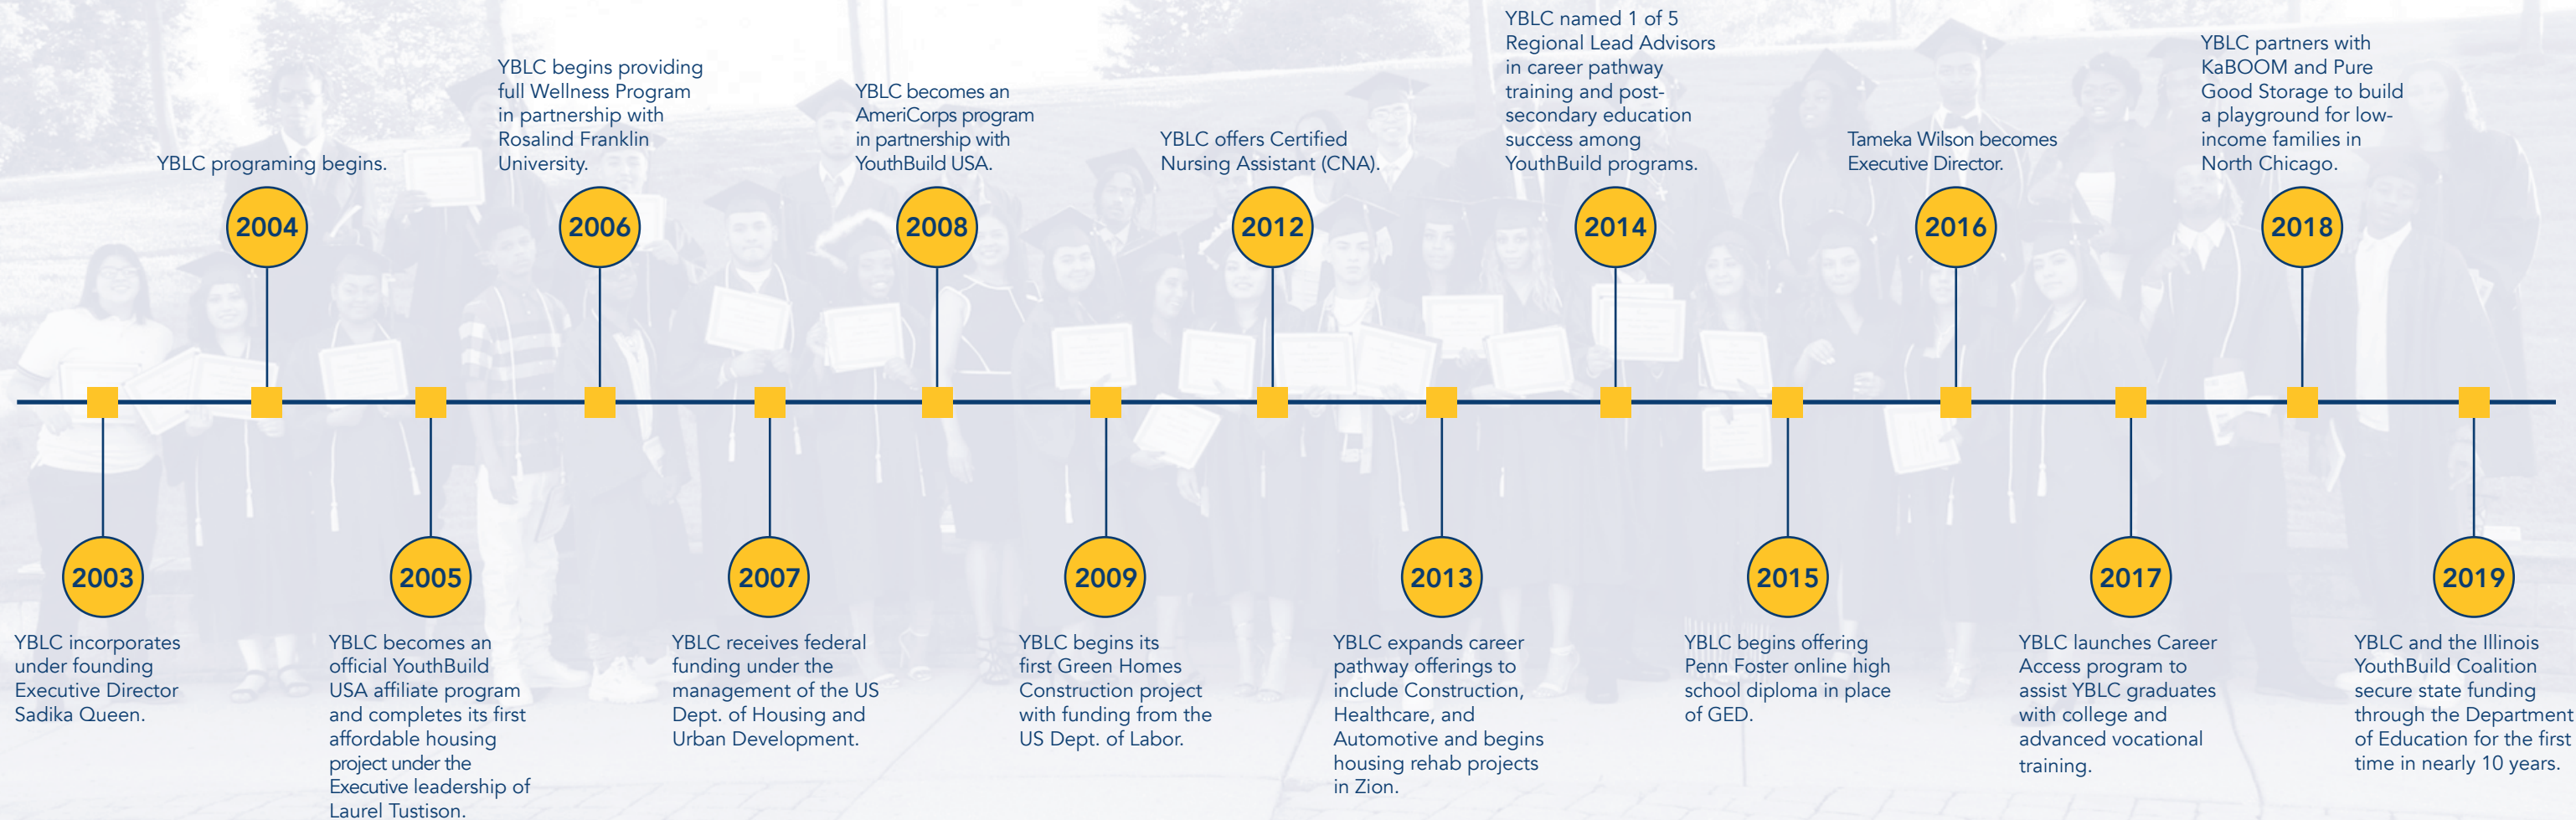 YBLC incorporates
under founding
Executive Director
Sadika Queen.
2003
YBLC programing begins.
2004
YBLC becomes an
official YouthBuild
USA affiliate program
and completes its first
affordable housing
project under the
Executive leadership of
Laurel Tustison.
2005
YBLC begins providing
full Wellness Program
in partnership with
Rosalind Franklin
University.
2006
YBLC receives federal
funding under the
management of the US
Dept. of Housing and
Urban Development.
2007
YBLC becomes an
AmeriCorps program
in partnership with
YouthBuild USA.
2008
YBLC begins its
first Green Homes
Construction project
with funding from the
US Dept. of Labor.
2009
YBLC offers Certified
Nursing Assistant (CNA).
2012
YBLC expands career
pathway offerings to
include Construction,
Healthcare, and
Automotive and begins
housing rehab projects
in Zion.
2013
YBLC named 1 of 5
Regional Lead Advisors
in career pathway
training and post-
secondary education
success among
YouthBuild programs.
2014
YBLC begins offering
Penn Foster online high
school diploma in place
of GED.
2015
Tameka Wilson becomes
Executive Director.
2016
YBLC launches Career
Access program to
assist YBLC graduates
with college and
advanced vocational
training.
2017
YBLC partners with
KaBOOM and Pure
Good Storage to build
a playground for low-
income families in
North Chicago.
2018
YBLC and the Illinois
YouthBuild Coalition
secure state funding
through the Department
of Education for the first
time in nearly 10 years.
2019